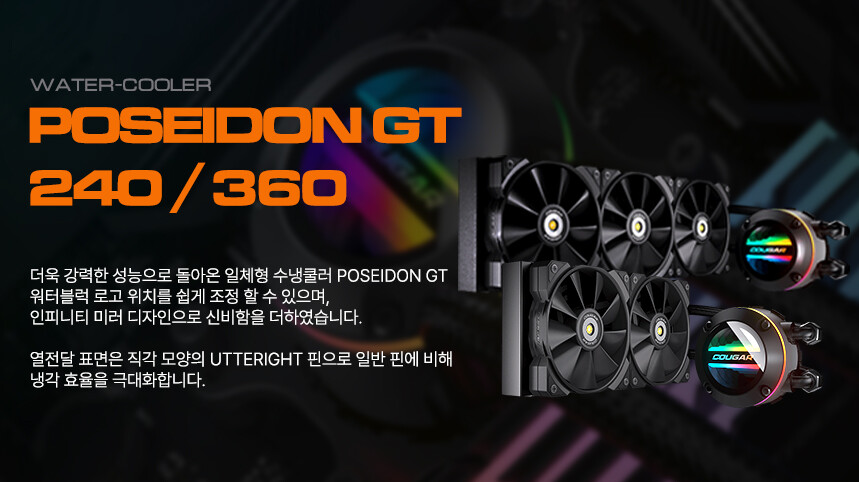 WATER-COOLER
POSEIDON GT
240 / 360
더욱 강력한 성능으로 돌아온 일체형 수냉쿨러 POSEIDON GT
워터블럭 로고 위치를 쉽게 조정 할 수 있으며,
인피니티 미러 디자인으로 신비함을 더하였습니다.
열전달 표면은 직각 모양의 UTTERIGHT 핀으로 일반 핀에 비해
냉각 효율을 극대화합니다.
COUGAR
COUGAR
COUGAR